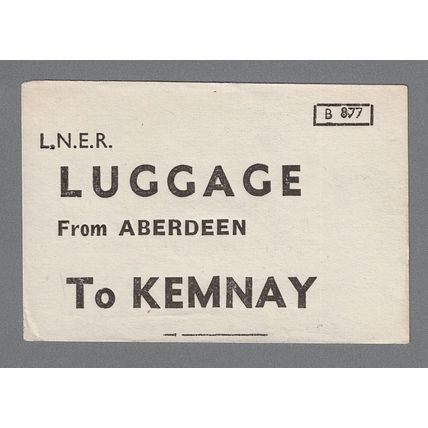 B 877
L.N.E.R.
LUGGAGE
From ABERDEEN
To KEMNAY